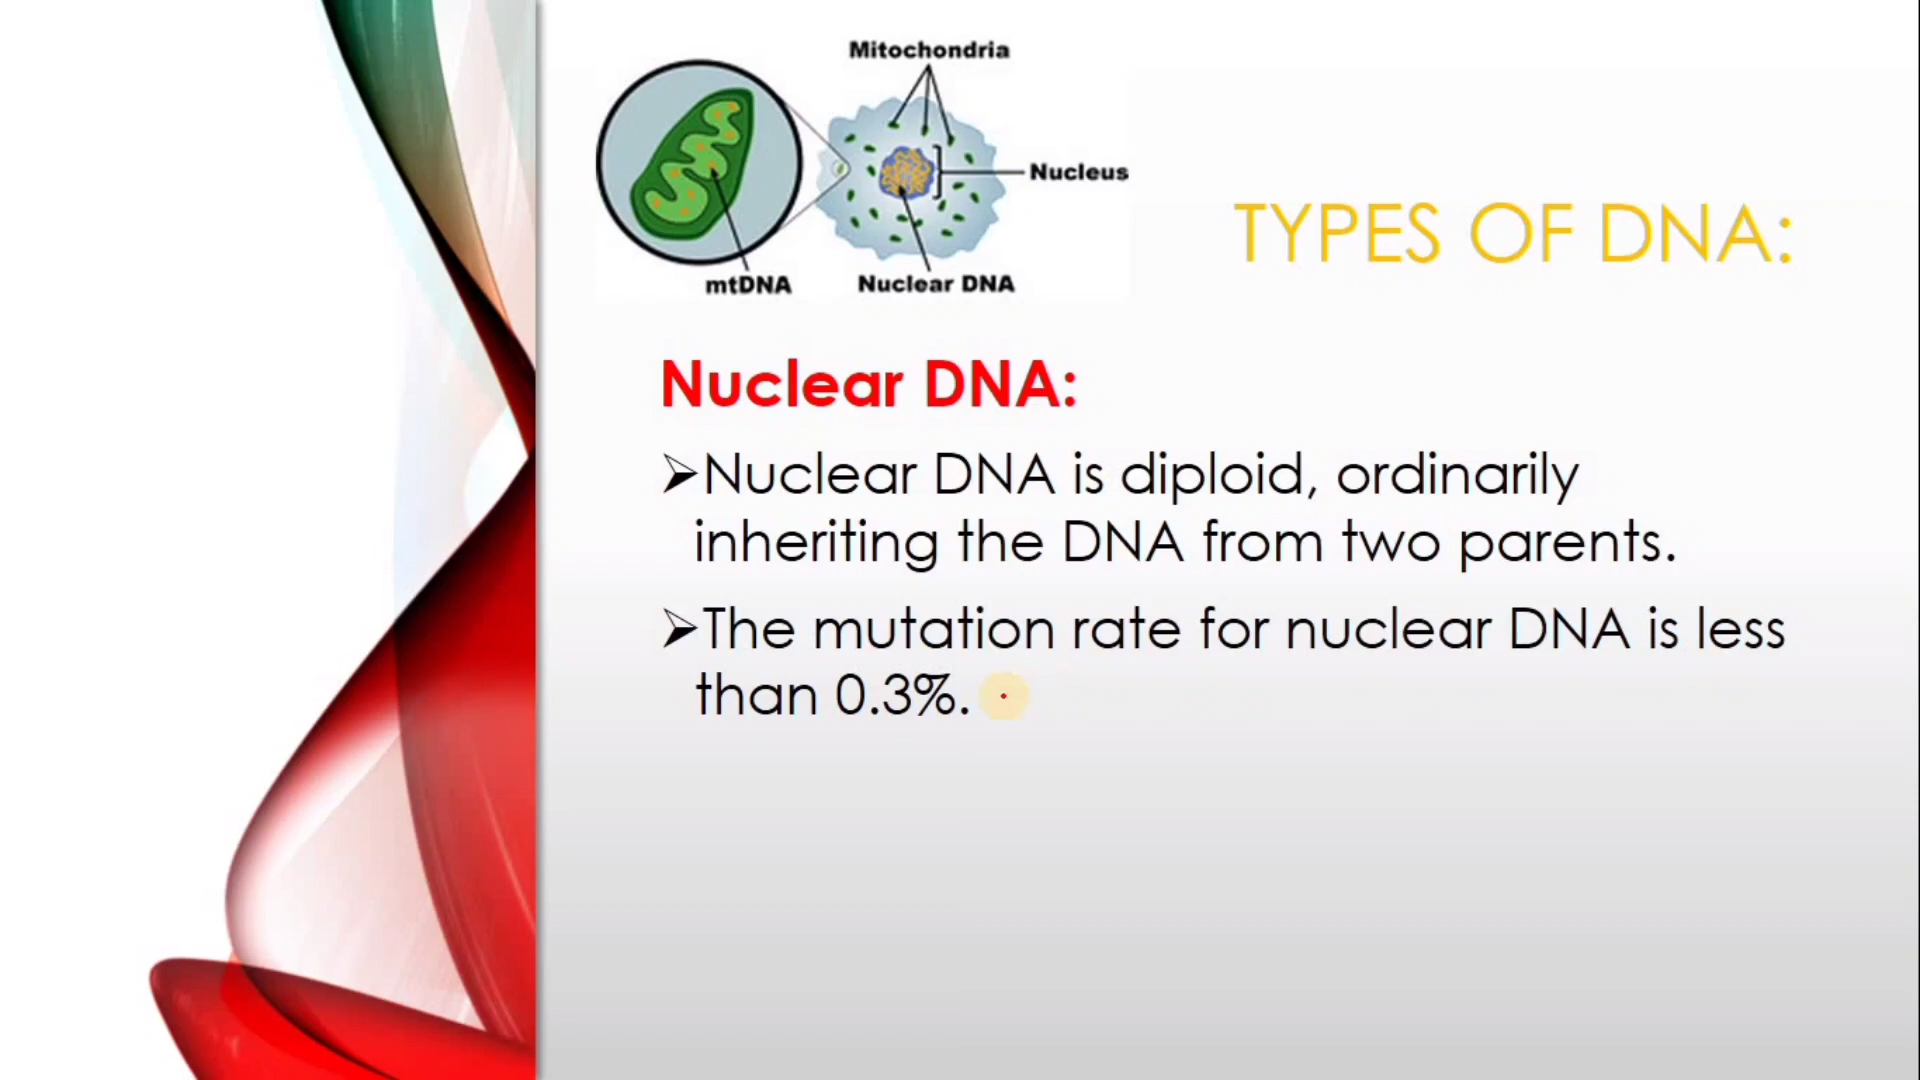 Mitochondria
Nucleus
mtDNA
Nuclear DNA
TYPES OF DNA:
Nuclear DNA:
➢Nuclear DNA is diploid, ordinarily
inheriting the DNA from two parents.
➢The mutation rate for nuclear DNA is less
than 0.3%.